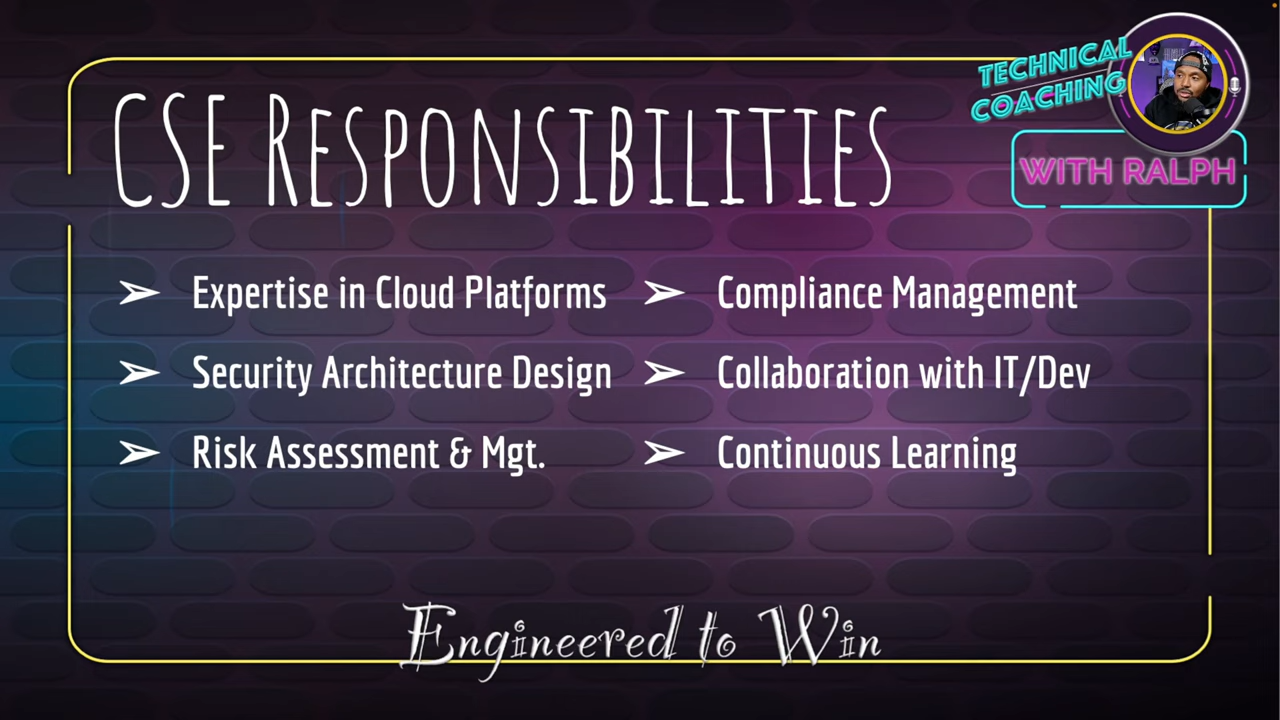 TECHNICAL
COACHING
WITH RALPH
CSE RESPONSIBILITIES
➢ Expertise in Cloud Platforms
➢ Security Architecture Design
➢ Risk Assessment & Mgt.
➢ Compliance Management
➢ Collaboration with IT/Dev
➢ Continuous Learning
Engineered to Win